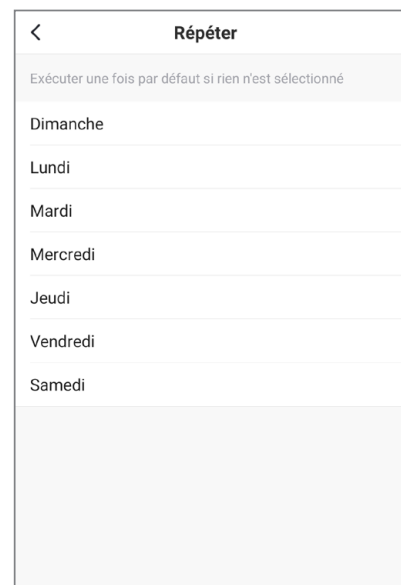 Répéter
Exécuter une fois par défaut si rien n'est sélectionné
Dimanche
Lundi
Mardi
Mercredi
Jeudi
Vendredi
Samedi